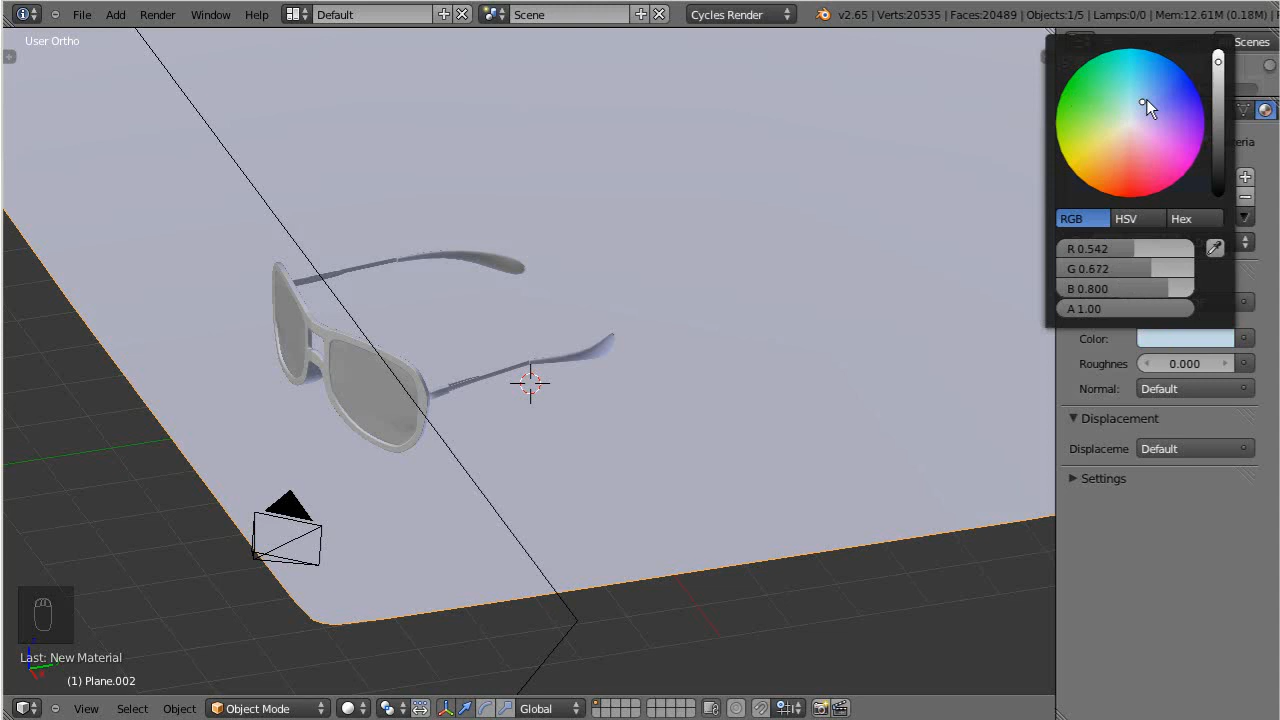 File Add Render Window Help Default Scene Cycles Render v2.65 | Verts:20535 | Faces:20489 | Objects:1/5 | Lamps:0/0 | Mem:12.61M (0.18M) |
User Ortho
Scenes
RGB HSV Hex
R 0.542
G 0.672
B 0.800
A 1.00
Color:
Roughnes 0.000
Normal: Default
Displacement
Displaceme Default
Settings
Last: New Material
(1) Plane.002
View Select Object Object Mode Global